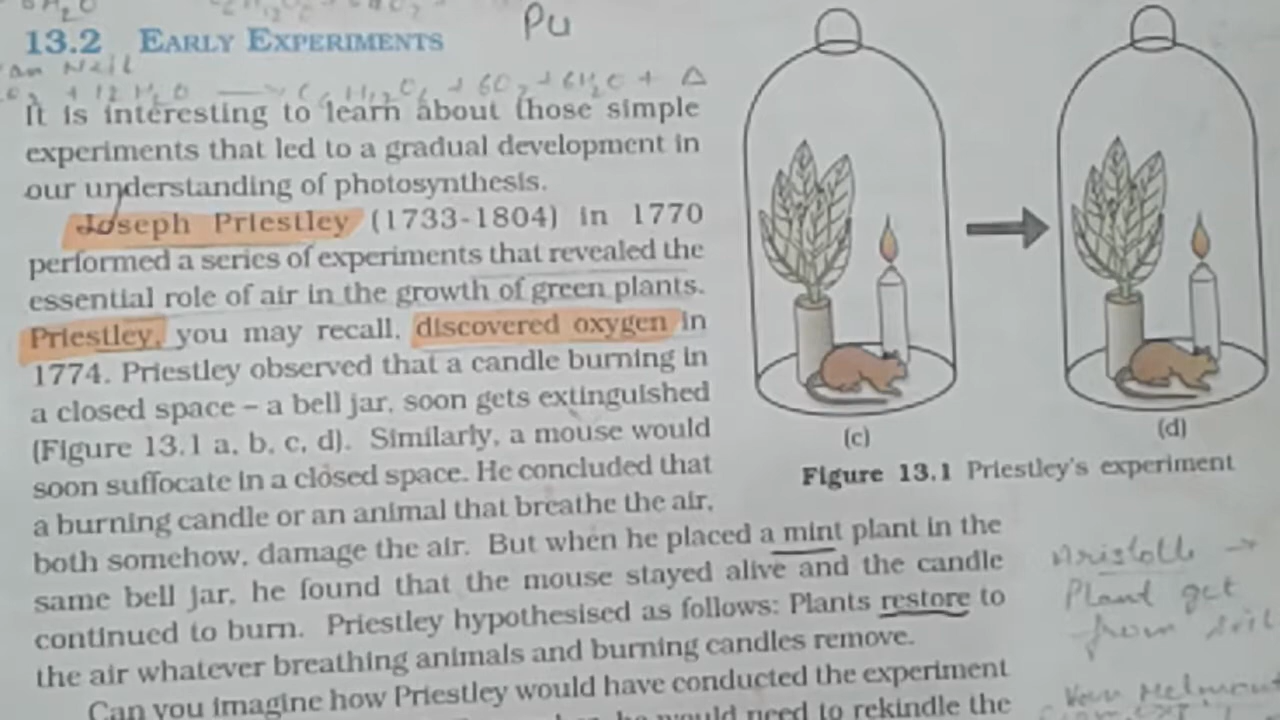 Pu
13.2 EARLY EXPERIMENTS
It is interesting to learn about those simple
experiments that led to a gradual development in
our understanding of photosynthesis.
Joseph Priestley (1733-1804) in 1770
performed a series of experiments that revealed the
essential role of air in the growth of green plants.
Priestley, you may recall, discovered oxygen in
1774. Priestley observed that a candle burning in
a closed space – a bell jar, soon gets extinguished
(Figure 13.1 a, b, c, d). Similarly, a mouse would
soon suffocate in a closed space. He concluded that
a burning candle or an animal that breathe the air,
both somehow, damage the air. But when he placed a mint plant in the
same bell jar, he found that the mouse stayed alive and the candle
continued to burn. Priestley hypothesised as follows: Plants restore to
the air whatever breathing animals and burning candles remove.
Can you imagine how Priestley would have conducted the experiment
he would need to rekindle the
(c)
(d)
Figure 13.1 Priestley's experiment
Plant get
from soil